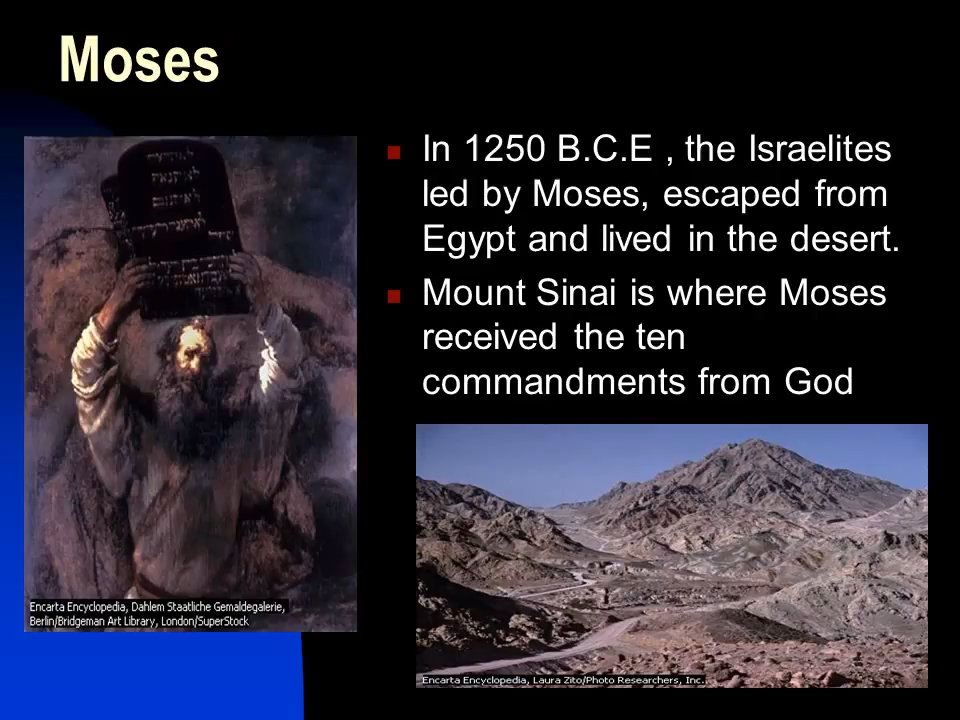 Moses
In 1250 B.C.E , the Israelites
led by Moses, escaped from
Egypt and lived in the desert.
Mount Sinai is where Moses
received the ten
commandments from God
Encarta Encyclopedia, Dahlem Staatliche Gemaldegalerie,
Berlin/Bridgeman Art Library, London/SuperStock
Encarta Encyclopedia, Laura Zito/Photo Researchers, Inc.